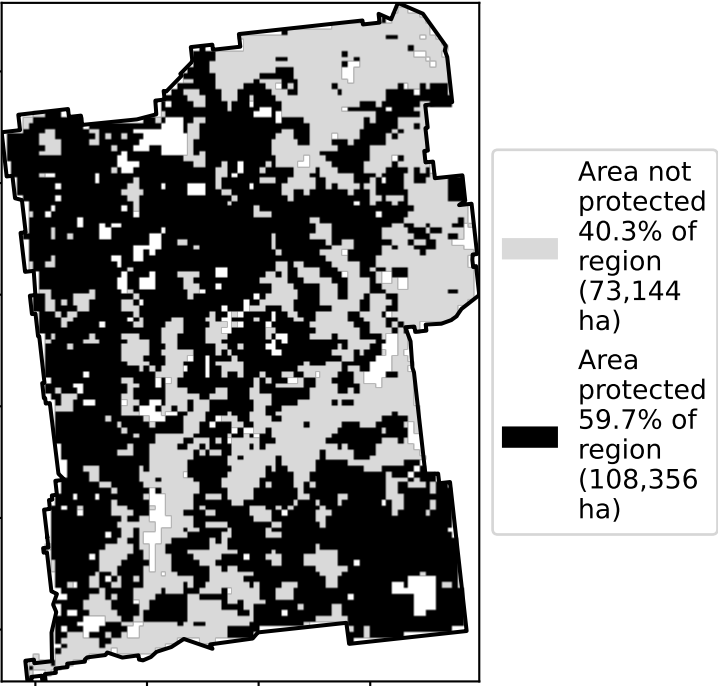 Area not
protected
40.3% of
region
(73,144
ha)
Area
protected
59.7% of
region
(108,356
ha)